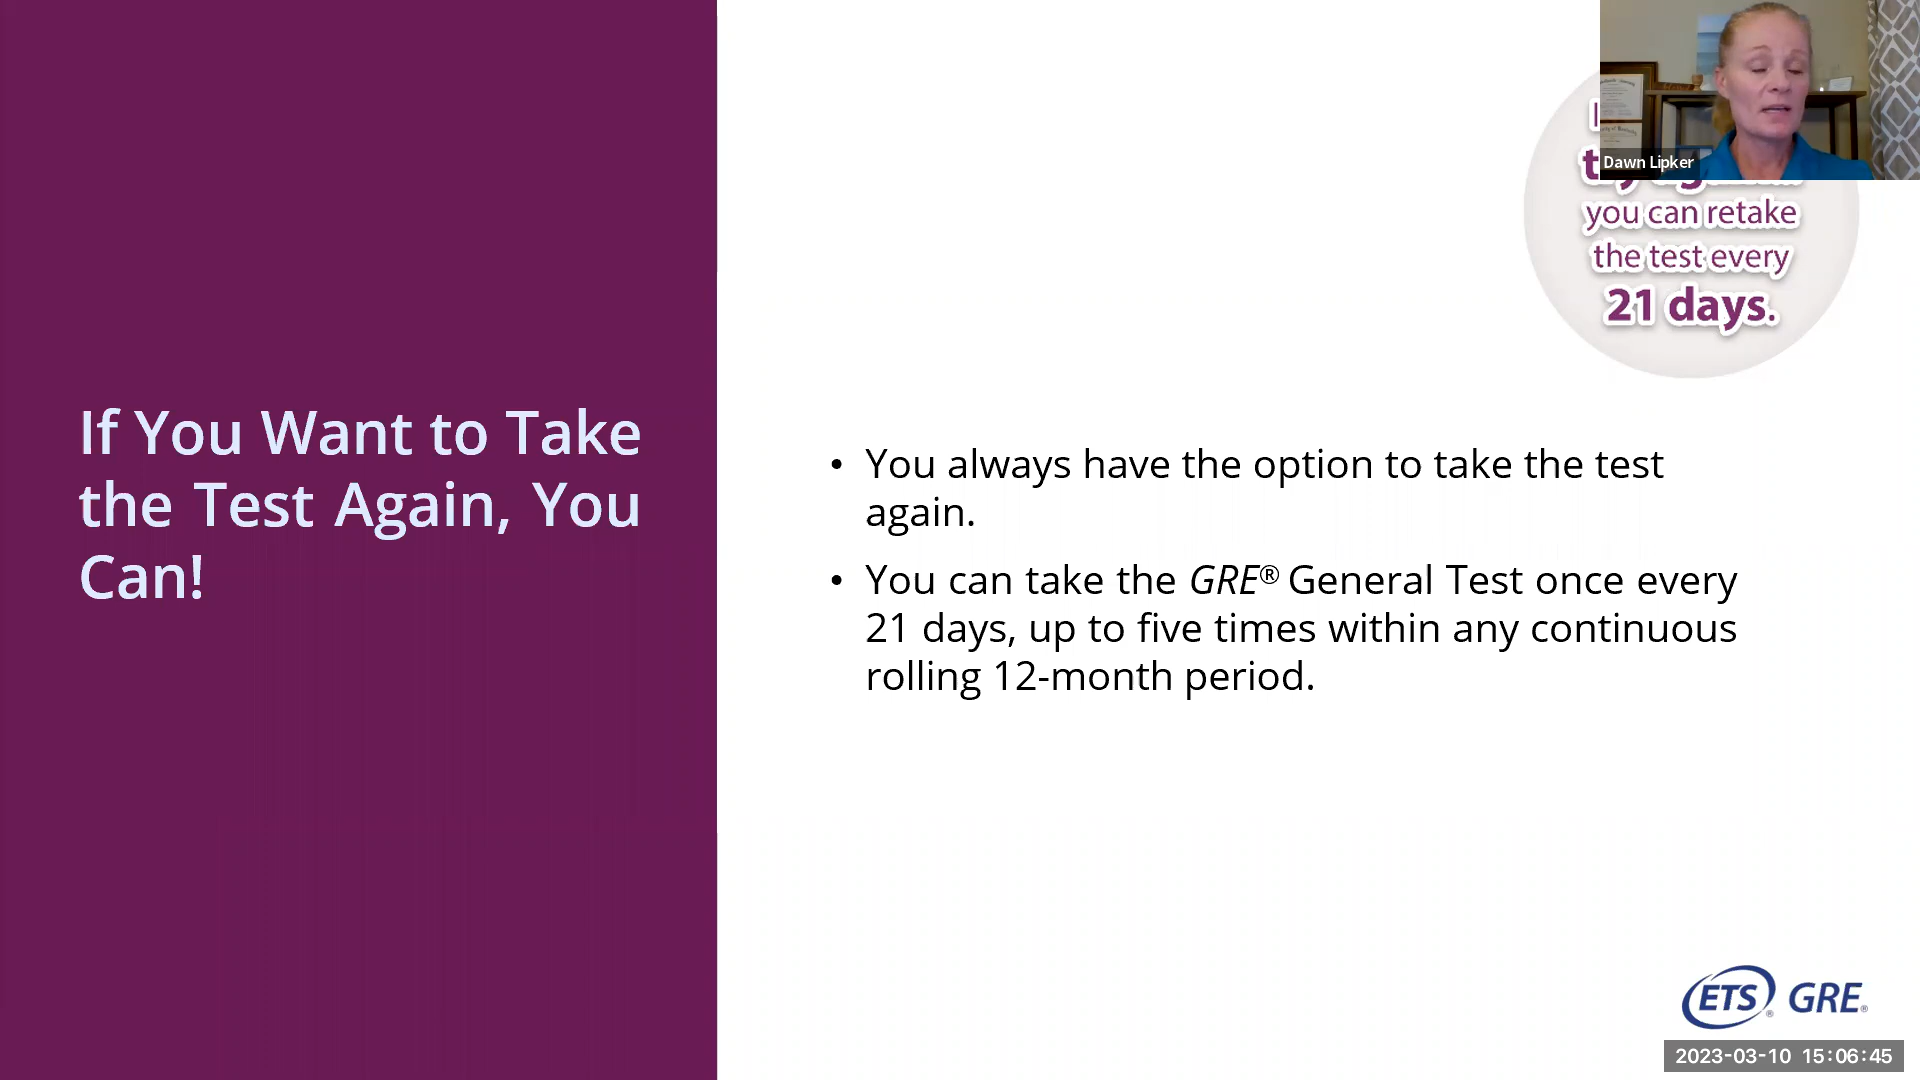 If You Want to Take
the Test Again, You
Can!
Dawn Lipker
you can retake
the test every
21 days.
• You always have the option to take the test
again.
• You can take the GRE® General Test once every
21 days, up to five times within any continuous
rolling 12-month period.
ETS® GRE®
2023-03-10 15:06:45